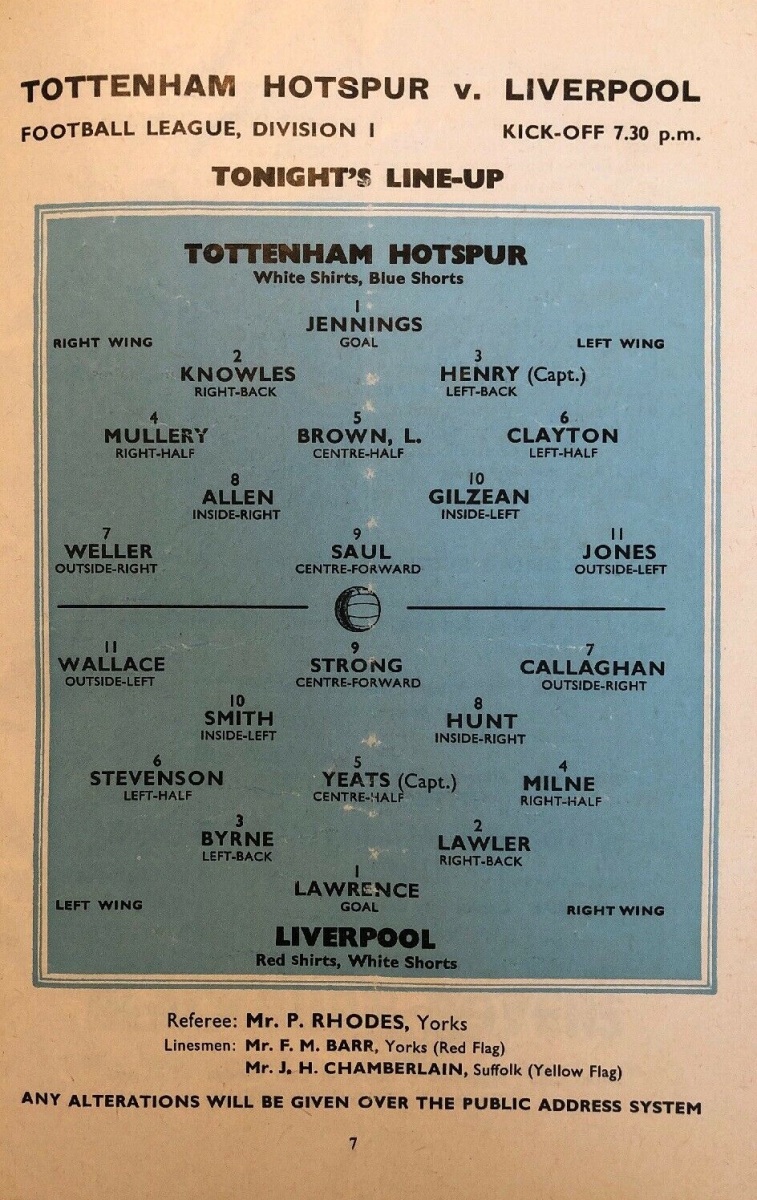 TOTTENHAM HOTSPUR v. LIVERPOOL
FOOTBALL LEAGUE, DIVISION I KICK-OFF 7.30 p.m.
TONIGHT'S LINE-UP
TOTTENHAM HOTSPUR
White Shirts, Blue Shorts
1
JENNINGS
RIGHT WING GOAL LEFT WING
2 3
KNOWLES HENRY (Capt.)
RIGHT-BACK LEFT-BACK
4 5 6
MULLERY BROWN, L. CLAYTON
RIGHT-HALF CENTRE-HALF LEFT-HALF
8 10
ALLEN GILZEAN
INSIDE-RIGHT INSIDE-LEFT
7 9 11
WELLER SAUL JONES
OUTSIDE-RIGHT CENTRE-FORWARD OUTSIDE-LEFT
11 9 7
WALLACE STRONG CALLAGHAN
OUTSIDE-LEFT CENTRE-FORWARD OUTSIDE-RIGHT
10 8
SMITH HUNT
INSIDE-LEFT INSIDE-RIGHT
6 5 4
STEVENSON YEATS (Capt.) MILNE
LEFT-HALF CENTRE-HALF RIGHT-HALF
3 2
BYRNE LAWLER
LEFT-BACK RIGHT-BACK
1
LAWRENCE
LEFT WING GOAL RIGHT WING
LIVERPOOL
Red Shirts, White Shorts
Referee: Mr. P. RHODES, Yorks
Linesmen: Mr. F. M. BARR, Yorks (Red Flag)
Mr. J. H. CHAMBERLAIN, Suffolk (Yellow Flag)
ANY ALTERATIONS WILL BE GIVEN OVER THE PUBLIC ADDRESS SYSTEM
7